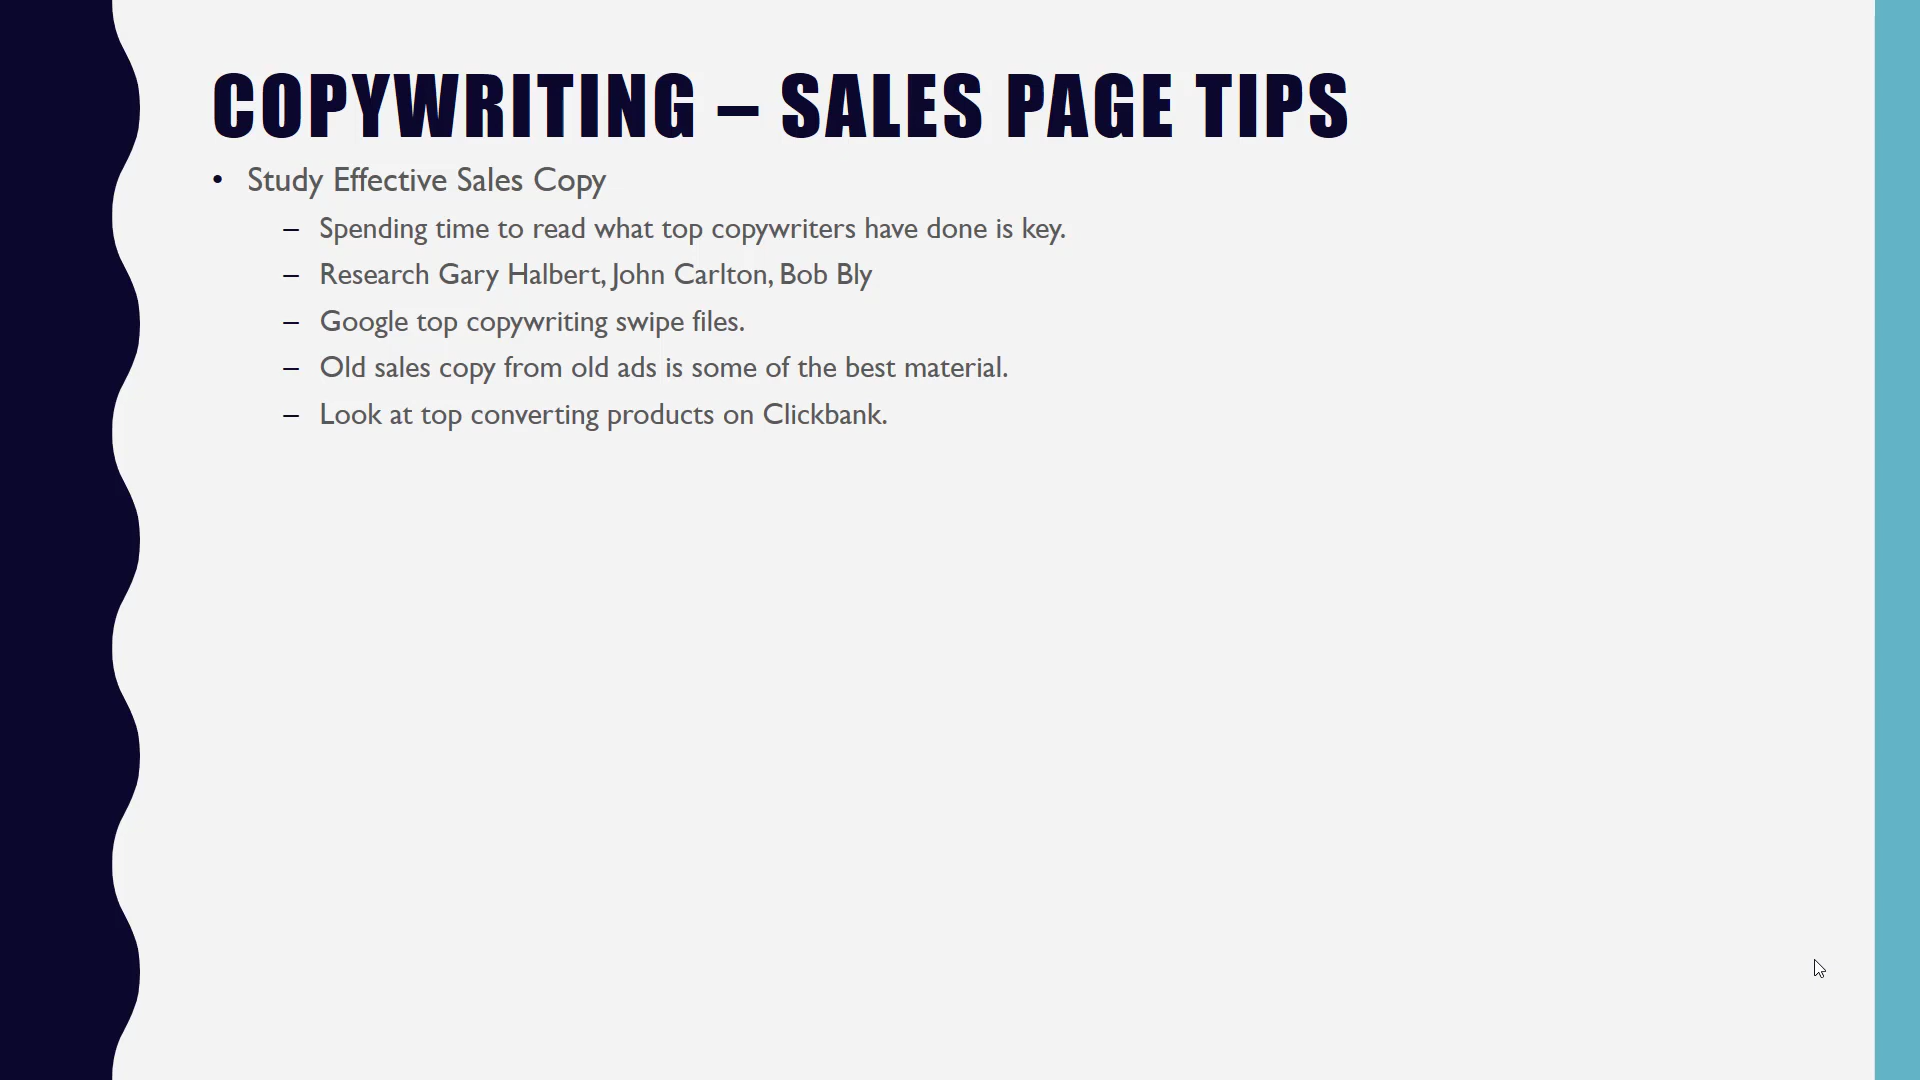 COPYWRITING – SALES PAGE TIPS
• Study Effective Sales Copy
– Spending time to read what top copywriters have done is key.
– Research Gary Halbert, John Carlton, Bob Bly
– Google top copywriting swipe files.
– Old sales copy from old ads is some of the best material.
– Look at top converting products on Clickbank.